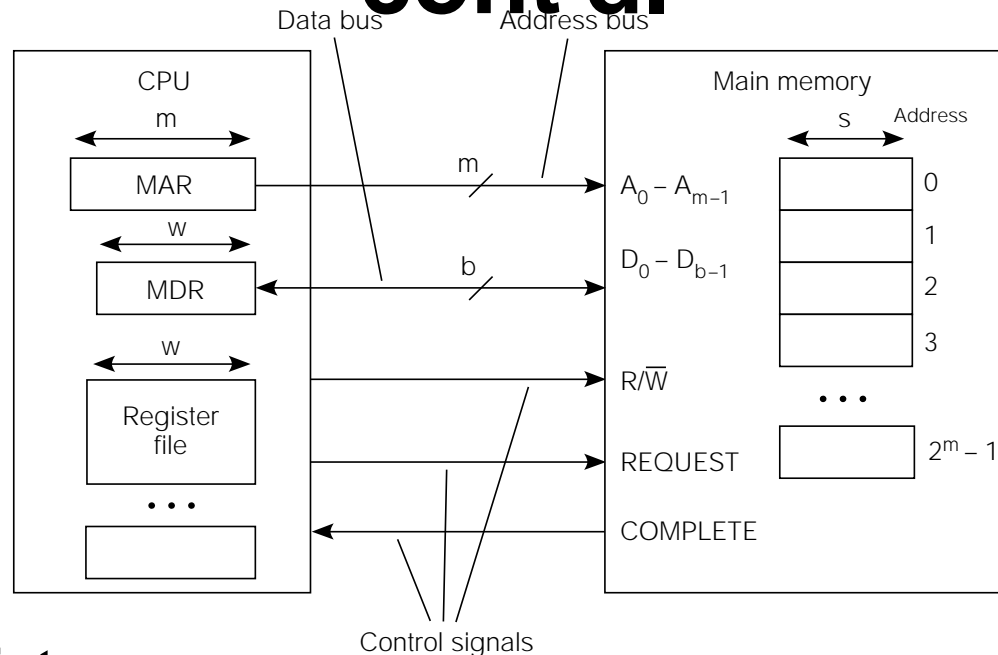 Data bus
Address bus
CPU
Main memory
m
s
Address
MAR
m
A0 – Am–1
0
w
1
MDR
b
D0 – Db–1
2
3
w
R/W̅
Register
file
• • •
2^m – 1
REQUEST
• • •
COMPLETE
Control signals